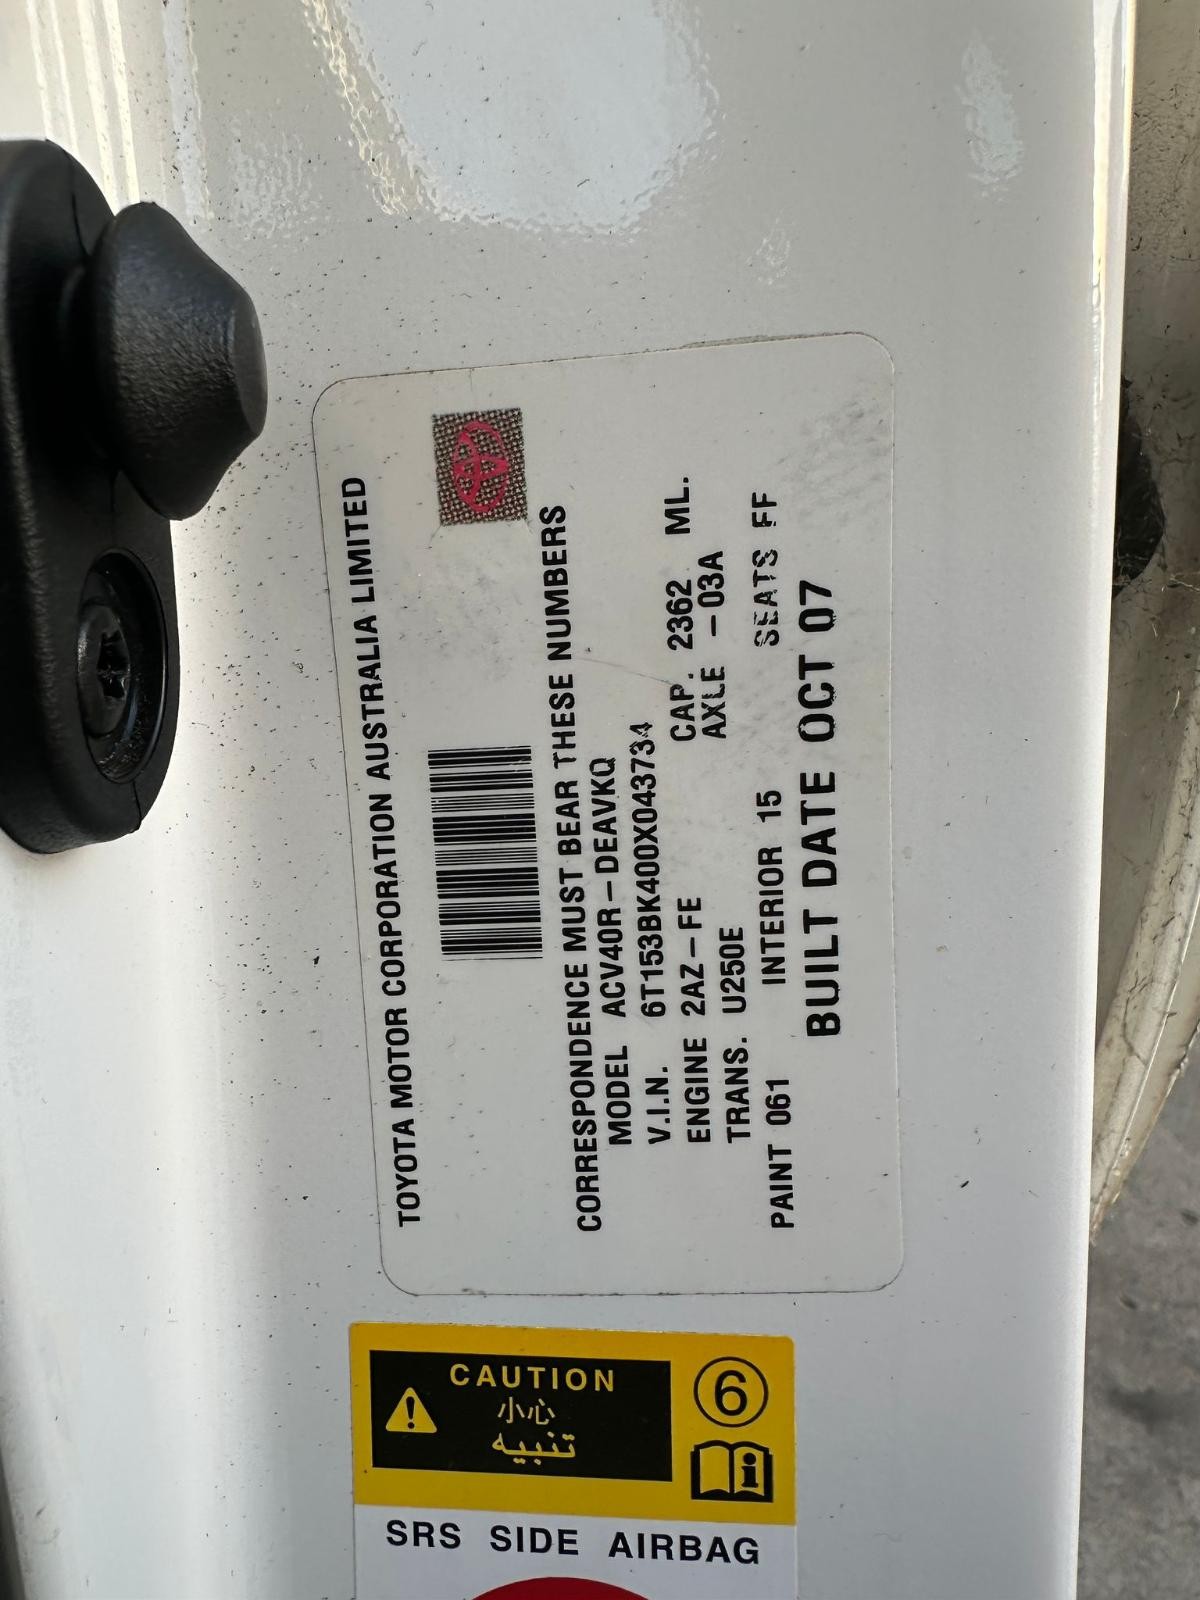 TOYOTA MOTOR CORPORATION AUSTRALIA LIMITED
CORRESPONDENCE MUST BEAR THESE NUMBERS
MODEL ACV40R-DEAVKQ
V.I.N. 6T153BK400X043734
ENGINE 2AZ-FE CAP. 2362 ML.
TRANS. U250E AXLE -03A
PAINT 061 INTERIOR 15 SEATS FF
BUILT DATE OCT 07
CAUTION
小心
تنبيه
6
SRS SIDE AIRBAG